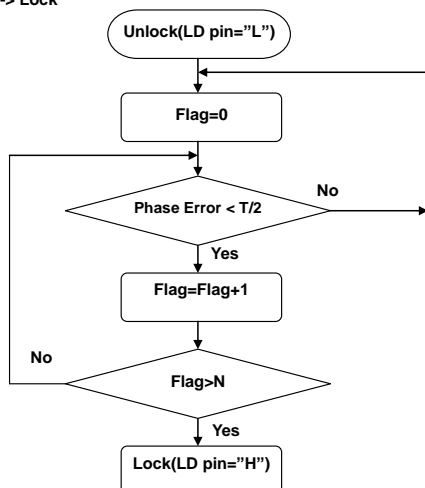 -> Lock
Unlock(LD pin="L")
Flag=0
Phase Error < T/2
No
Yes
Flag=Flag+1
No
Flag>N
Yes
Lock(LD pin="H")